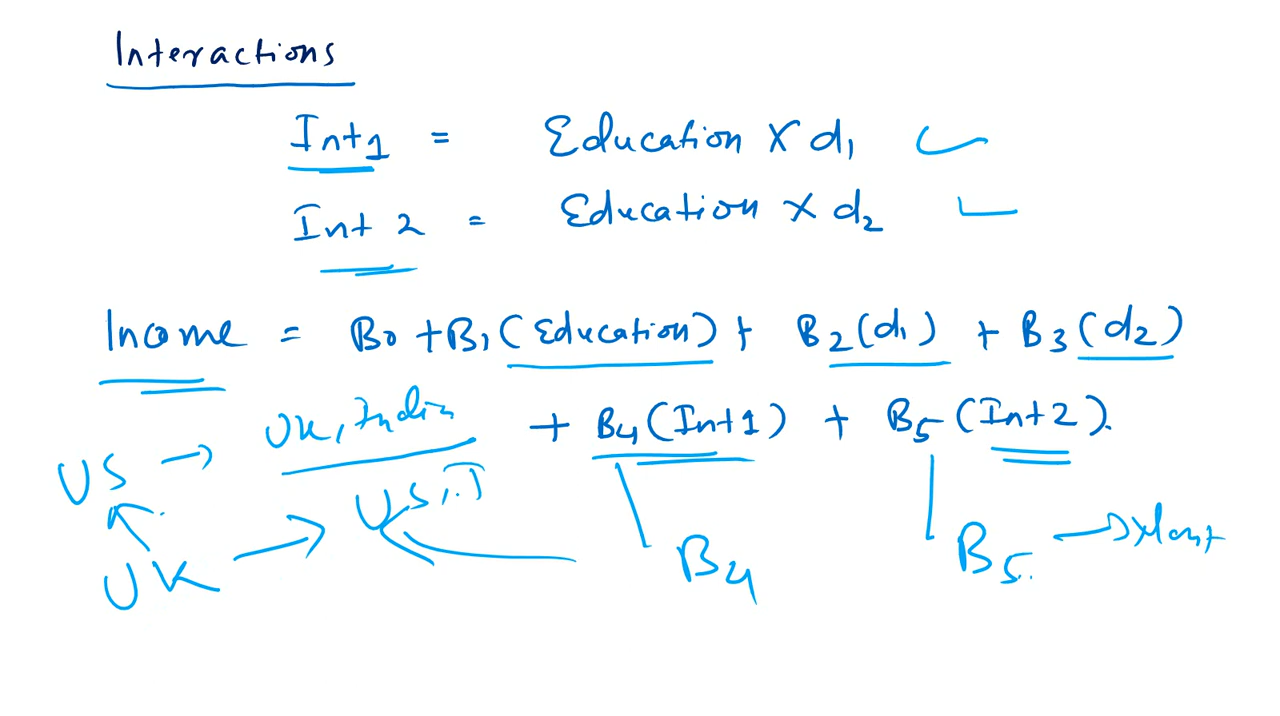 Interactions
Int1 = Education X d1
Int 2 = Education X d2
Income = B0 + B1 (Education) + B2 (d1) + B3 (d2)
+ B4 (Int1) + B5 (Int2).
US → UK, India
UK → US, I
B4
B5 →